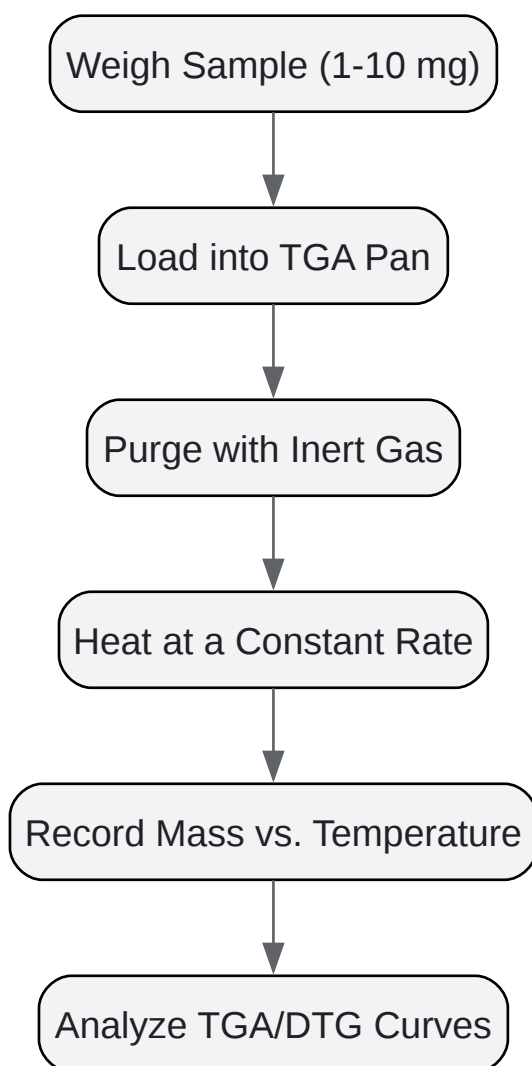 Weigh Sample (1-10 mg)
Load into TGA Pan
Purge with Inert Gas
Heat at a Constant Rate
Record Mass vs. Temperature
Analyze TGA/DTG Curves